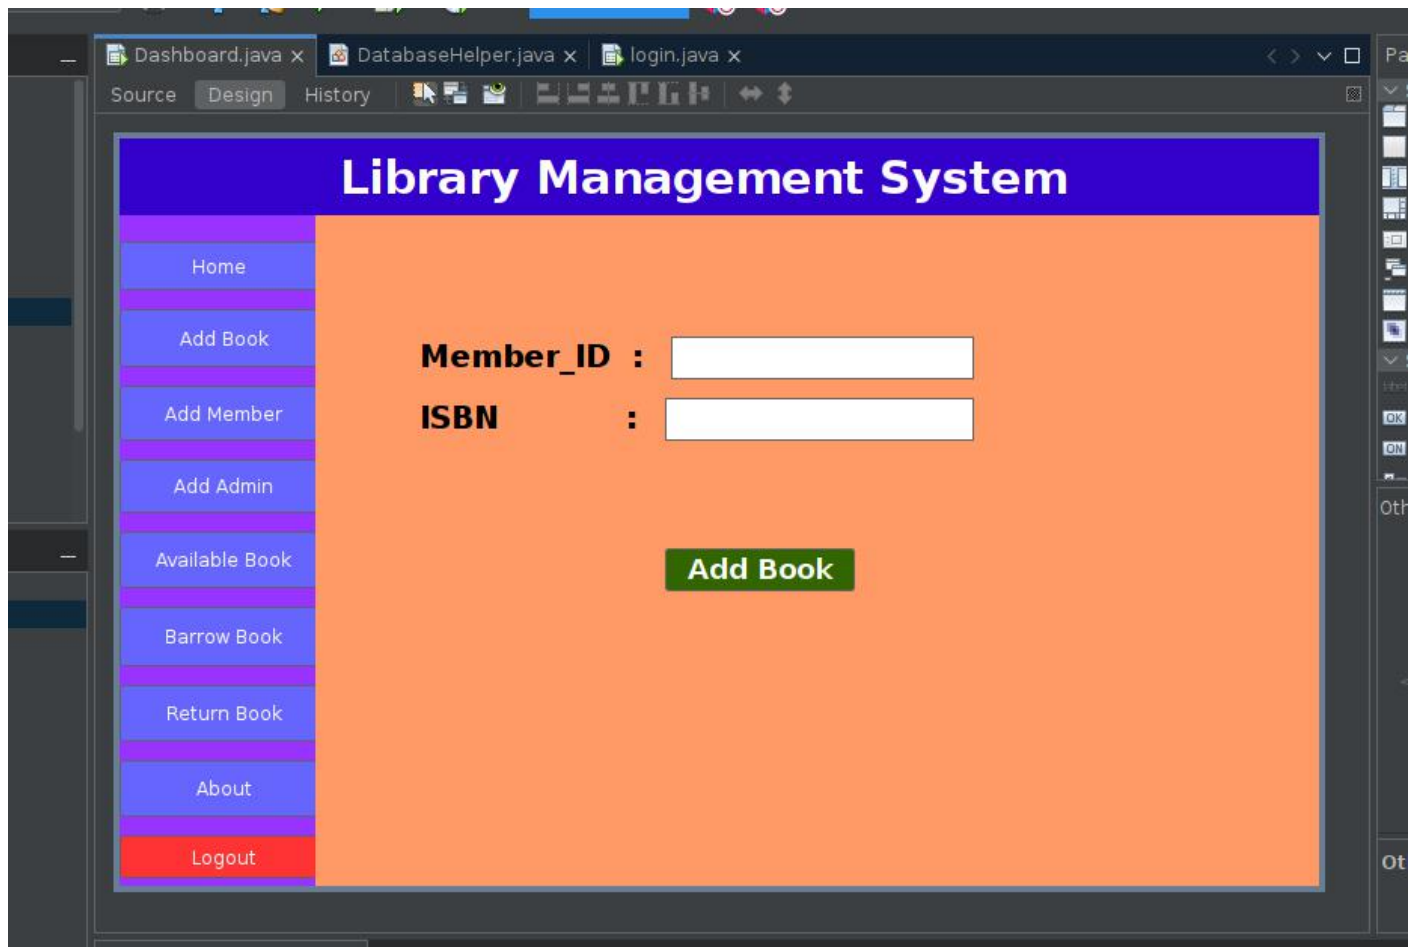 Dashboard.java x DatabaseHelper.java x login.java x
Source Design History
Library Management System
Home
Add Book
Add Member
Add Admin
Available Book
Barrow Book
Return Book
About
Logout
Member_ID :
ISBN :
Add Book
Pa
OK
ON
Oth
Ot